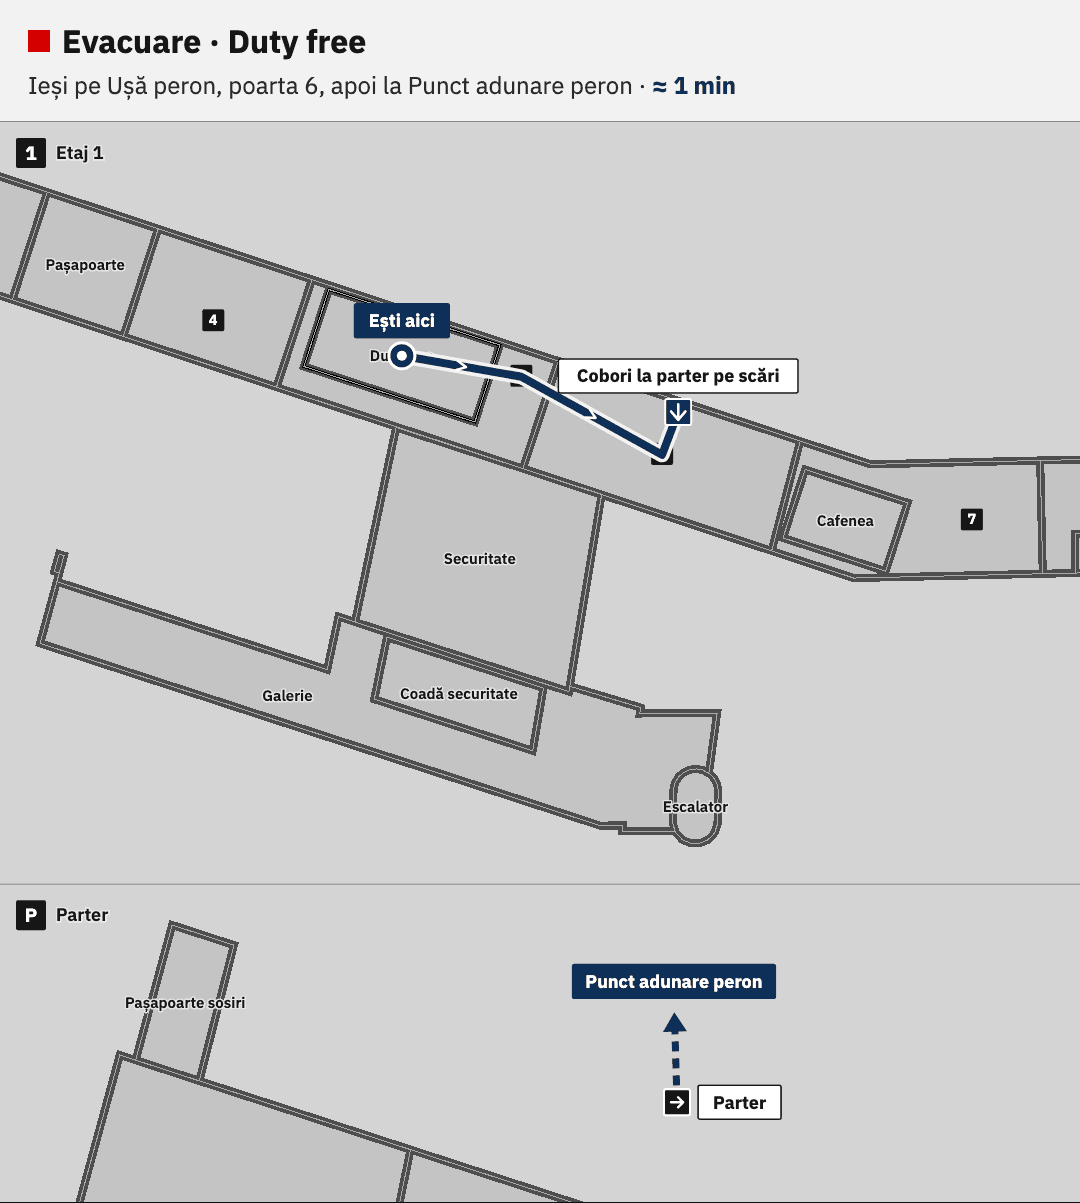 Evacuare · Duty free
Ieși pe Ușă peron, poarta 6, apoi la Punct adunare peron · ≈ 1 min
1 Etaj 1
Pașapoarte
4
Ești aici
Cobori la parter pe scări
Cafenea
7
Securitate
Galerie
Coadă securitate
Escalator
P Parter
Punct adunare peron
Pașapoarte sosiri
Parter